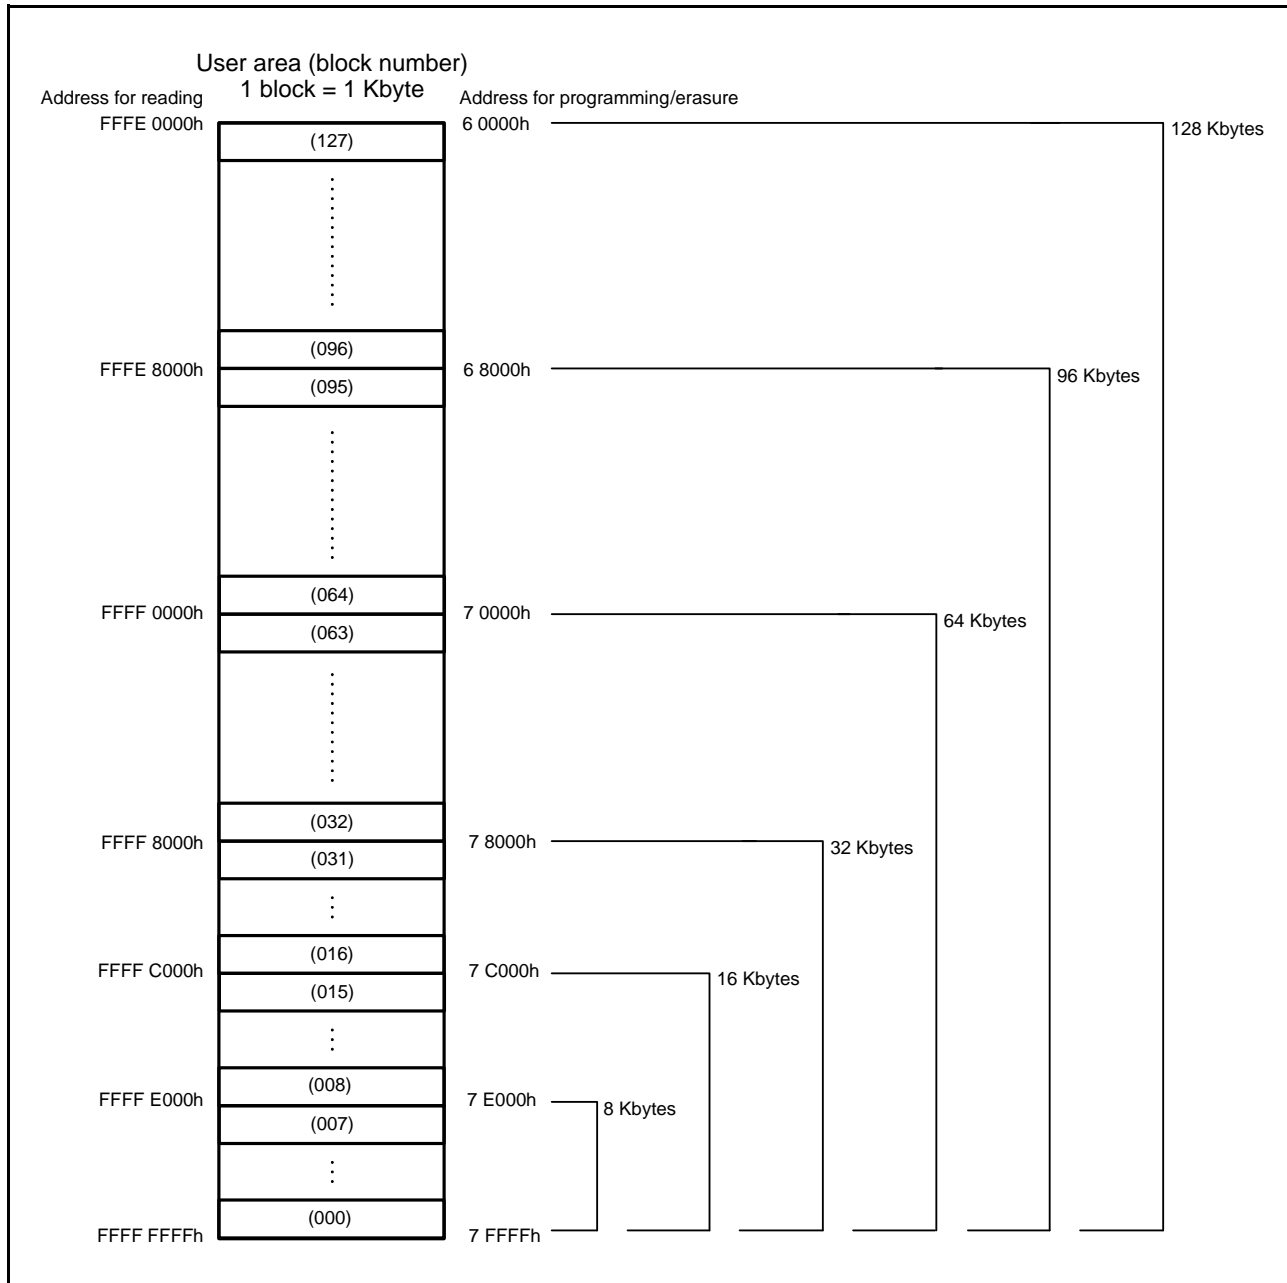 User area (block number)
1 block = 1 Kbyte
Address for reading
Address for programming/erasure
FFFE 0000h
(127)
6 0000h
128 Kbytes
(096)
FFFE 8000h
6 8000h
96 Kbytes
(095)
(064)
FFFF 0000h
7 0000h
64 Kbytes
(063)
(032)
FFFF 8000h
7 8000h
32 Kbytes
(031)
(016)
FFFF C000h
7 C000h
16 Kbytes
(015)
(008)
FFFF E000h
7 E000h
8 Kbytes
(007)
(000)
FFFF FFFFh
7 FFFFh